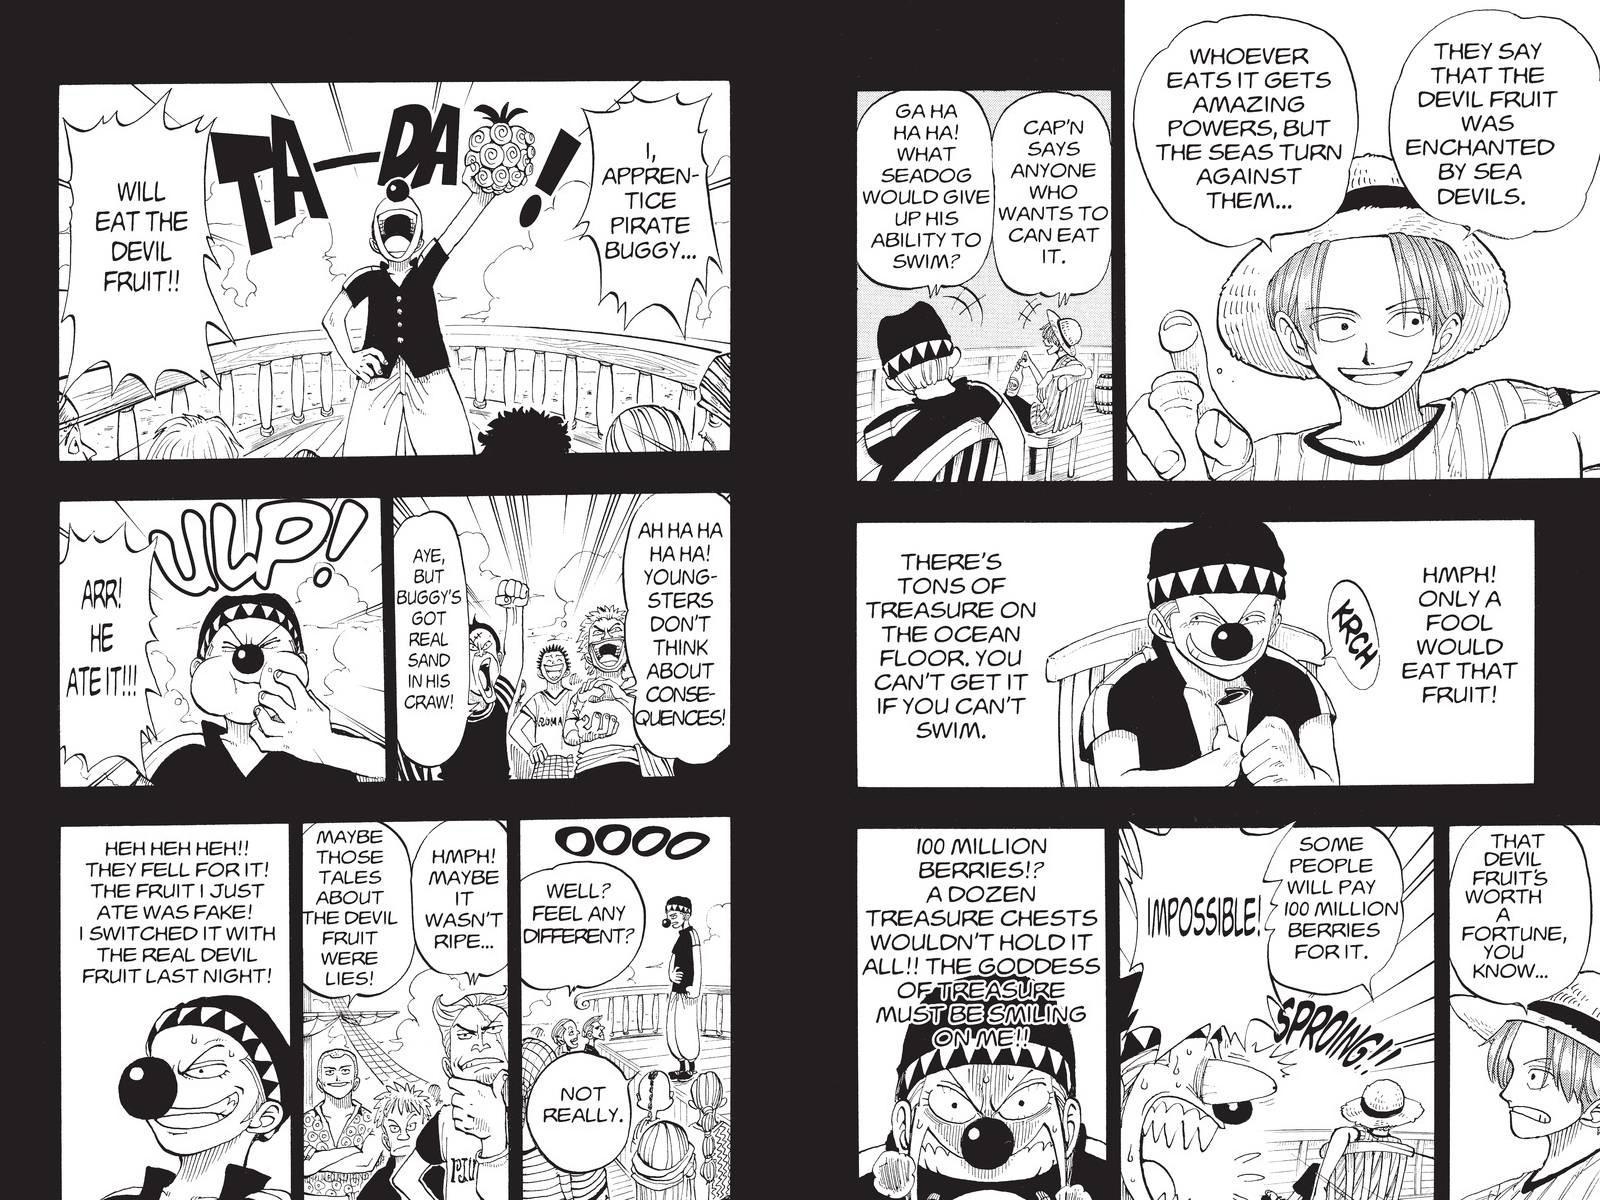 THEY SAY
THAT THE
DEVIL FRUIT
WAS
ENCHANTED
BY SEA
DEVILS.
WHOEVER
EATS IT GETS
AMAZING
POWERS, BUT
THE SEAS TURN
AGAINST
THEM...
CAP'N
SAYS
ANYONE
WHO
WANTS TO
CAN EAT
IT.
GA HA
HA HA!
WHAT
SEADOG
WOULD GIVE
UP HIS
ABILITY TO
SWIM?
HMPH!
ONLY A
FOOL
WOULD
EAT THAT
FRUIT!
KRCH
THERE'S
TONS OF
TREASURE ON
THE OCEAN
FLOOR. YOU
CAN'T GET IT
IF YOU CAN'T
SWIM.
THAT
DEVIL
FRUIT'S
WORTH
A
FORTUNE,
YOU
KNOW...
SOME
PEOPLE
WILL PAY
100 MILLION
BERRIES
FOR IT.
IMPOSSIBLE!
SPROING!!
100 MILLION
BERRIES!?
A DOZEN
TREASURE CHESTS
WOULDN'T HOLD IT
ALL!! THE GODDESS
OF TREASURE
MUST BE SMILING
ON ME!!
I,
APPREN-
TICE
PIRATE
BUGGY...
TA-DA!
WILL
EAT THE
DEVIL
FRUIT!!
AH HA HA
HA HA!
YOUNG-
STERS
DON'T
THINK
ABOUT
CONSE-
QUENCES!
AYE,
BUT
BUGGY'S
GOT
REAL
SAND
IN HIS
CRAW!
ROMA
ULP!
ARR!
HE
ATE IT!!!
OOOO
WELL?
FEEL ANY
DIFFERENT?
NOT
REALLY.
HMPH!
MAYBE
IT
WASN'T
RIPE...
MAYBE
THOSE
TALES
ABOUT
THE DEVIL
FRUIT
WERE
LIES!
HEH HEH HEH!!
THEY FELL FOR IT!
THE FRUIT I JUST
ATE WAS FAKE!
I SWITCHED IT WITH
THE REAL DEVIL
FRUIT LAST NIGHT!